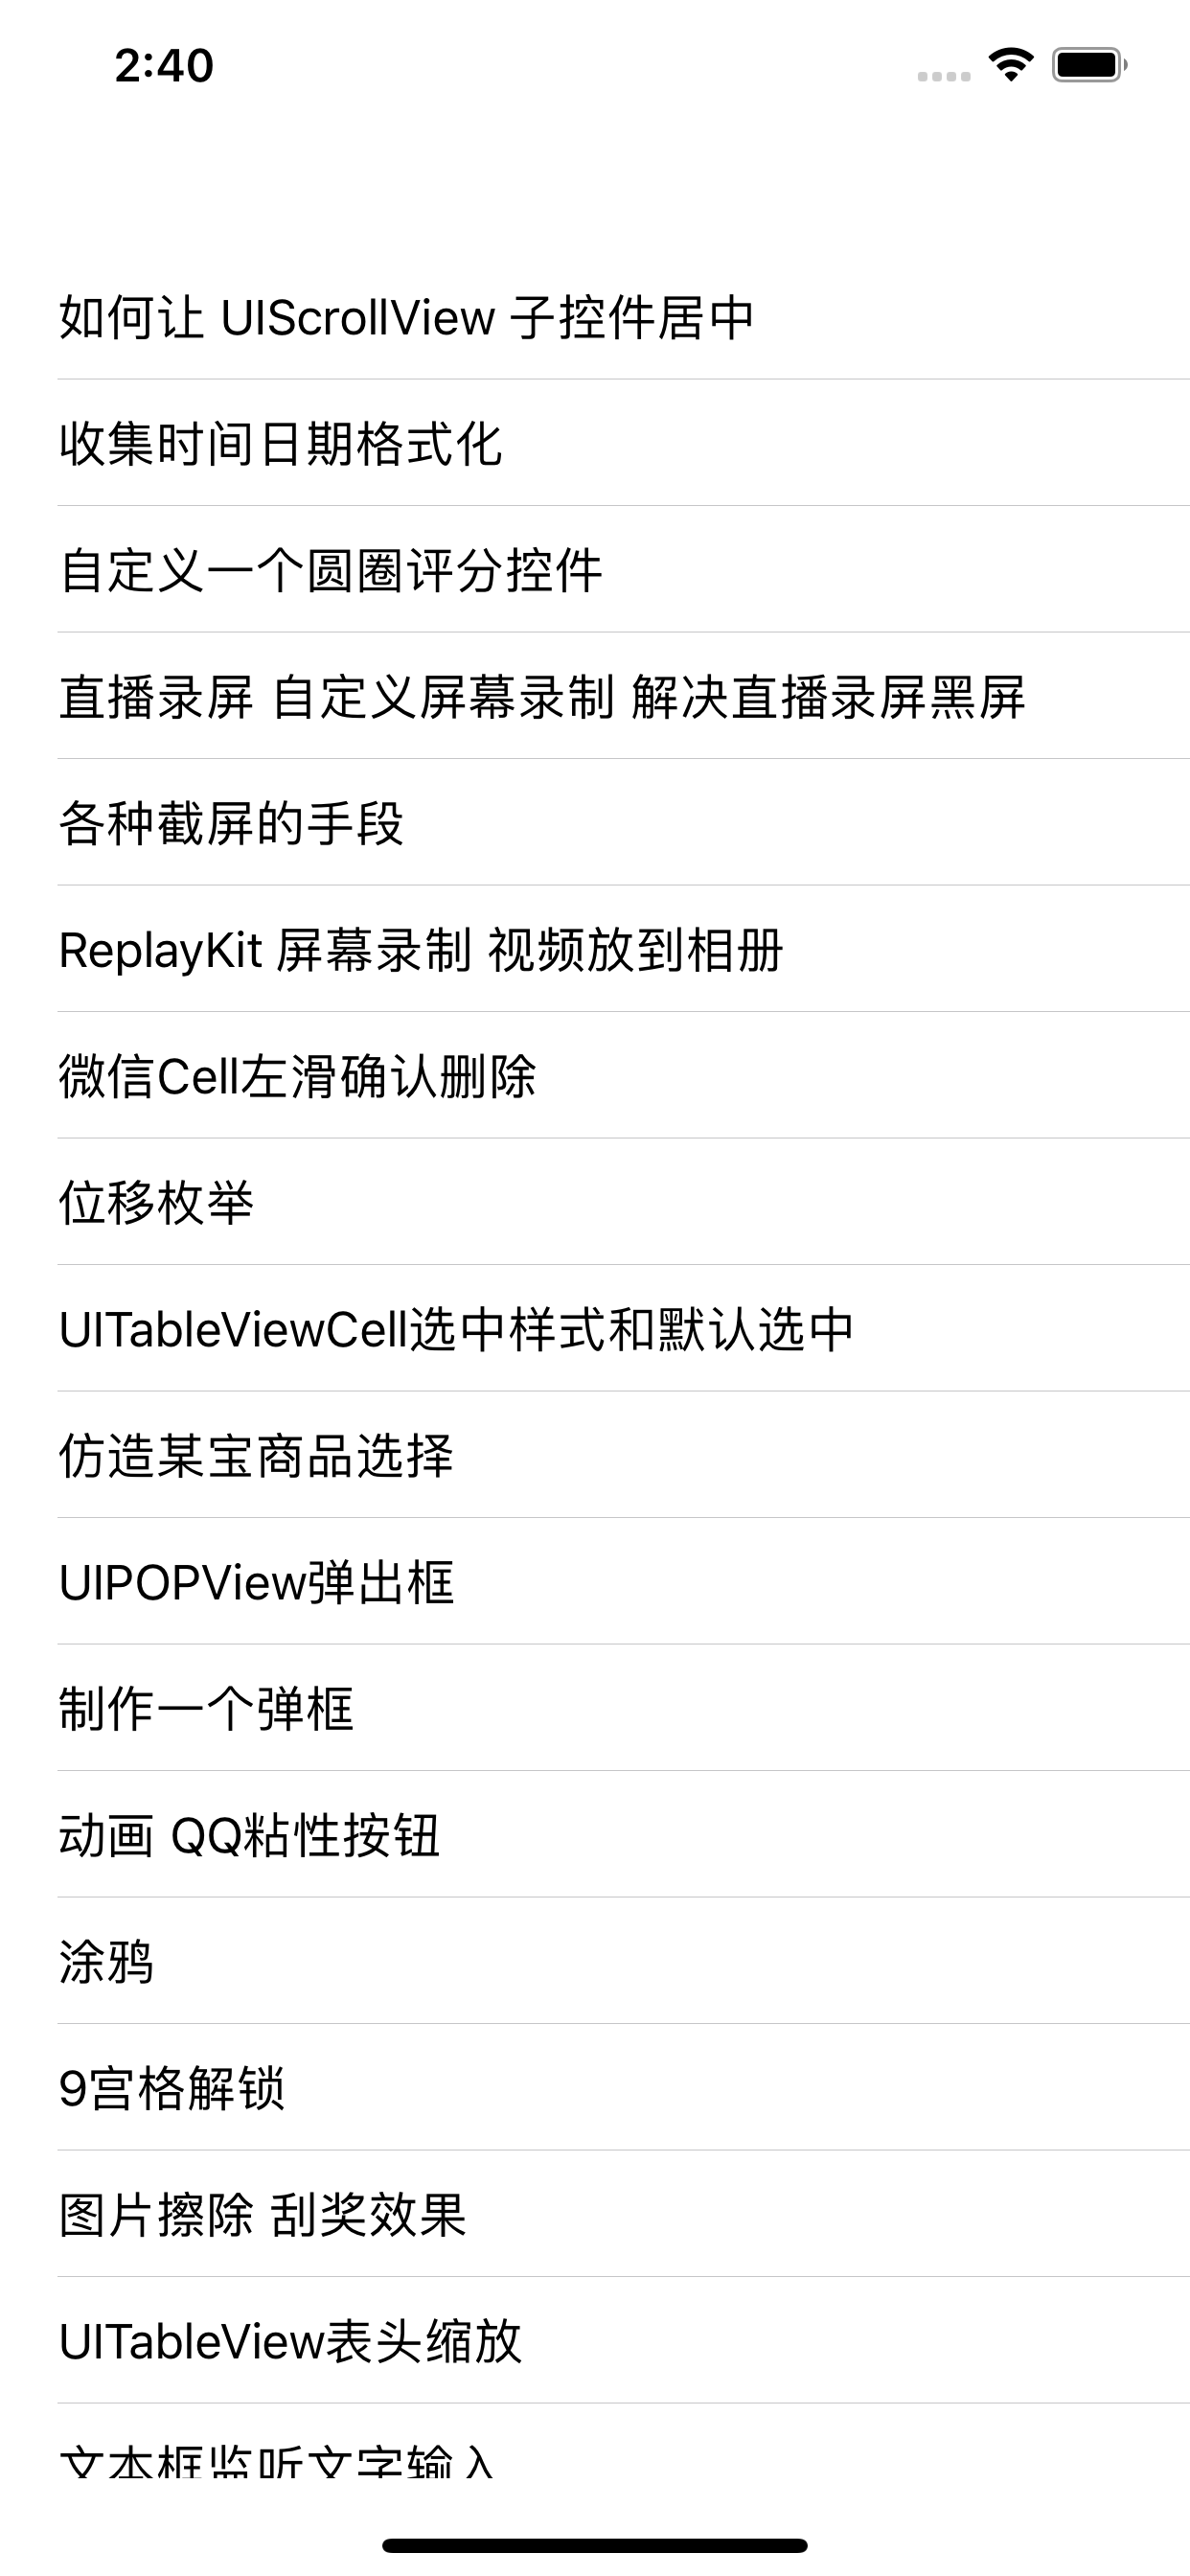 2:40
如何让 UIScrollView 子控件居中
收集时间日期格式化
自定义一个圆圈评分控件
直播录屏 自定义屏幕录制 解决直播录屏黑屏
各种截屏的手段
ReplayKit 屏幕录制 视频放到相册
微信Cell左滑确认删除
位移枚举
UITableViewCell选中样式和默认选中
仿造某宝商品选择
UIPOPView弹出框
制作一个弹框
动画 QQ粘性按钮
涂鸦
9宫格解锁
图片擦除 刮奖效果
UITableView表头缩放
文本框监听文字输入